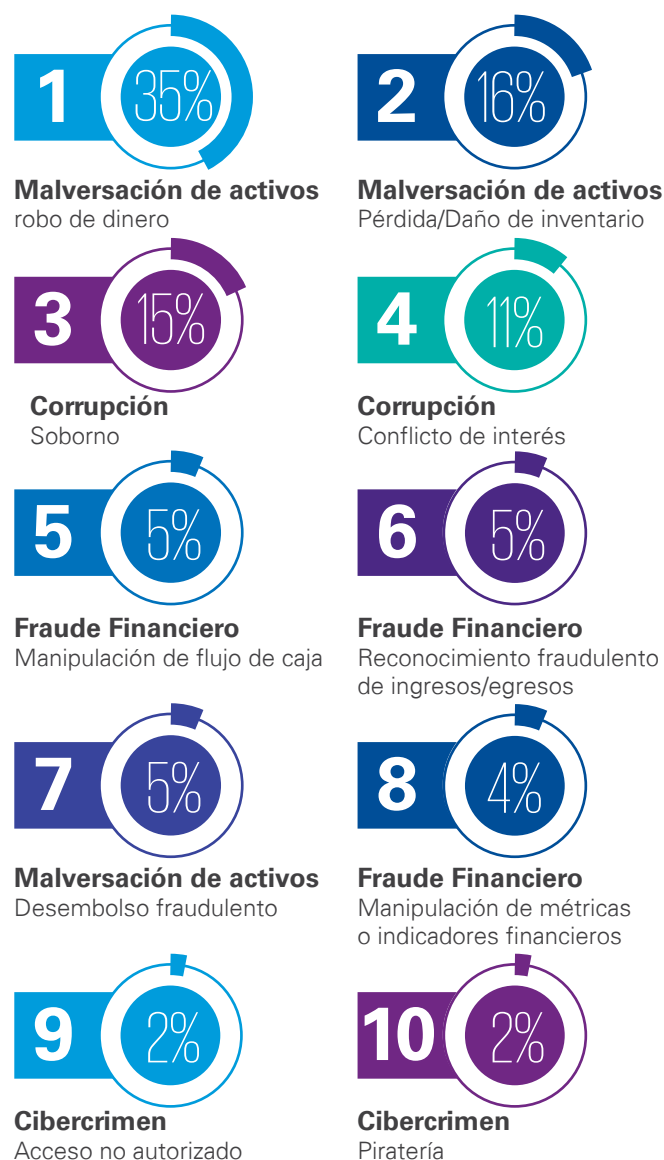 1
35%
Malversación de activos
robo de dinero
2
16%
Malversación de activos
Pérdida/Daño de inventario
3
15%
Corrupción
Soborno
4
11%
Corrupción
Conflicto de interés
5
5%
Fraude Financiero
Manipulación de flujo de caja
6
5%
Fraude Financiero
Reconocimiento fraudulento
de ingresos/egresos
7
5%
Malversación de activos
Desembolso fraudulento
8
4%
Fraude Financiero
Manipulación de métricas
o indicadores financieros
9
2%
Cibercrimen
Acceso no autorizado
10
2%
Cibercrimen
Piratería